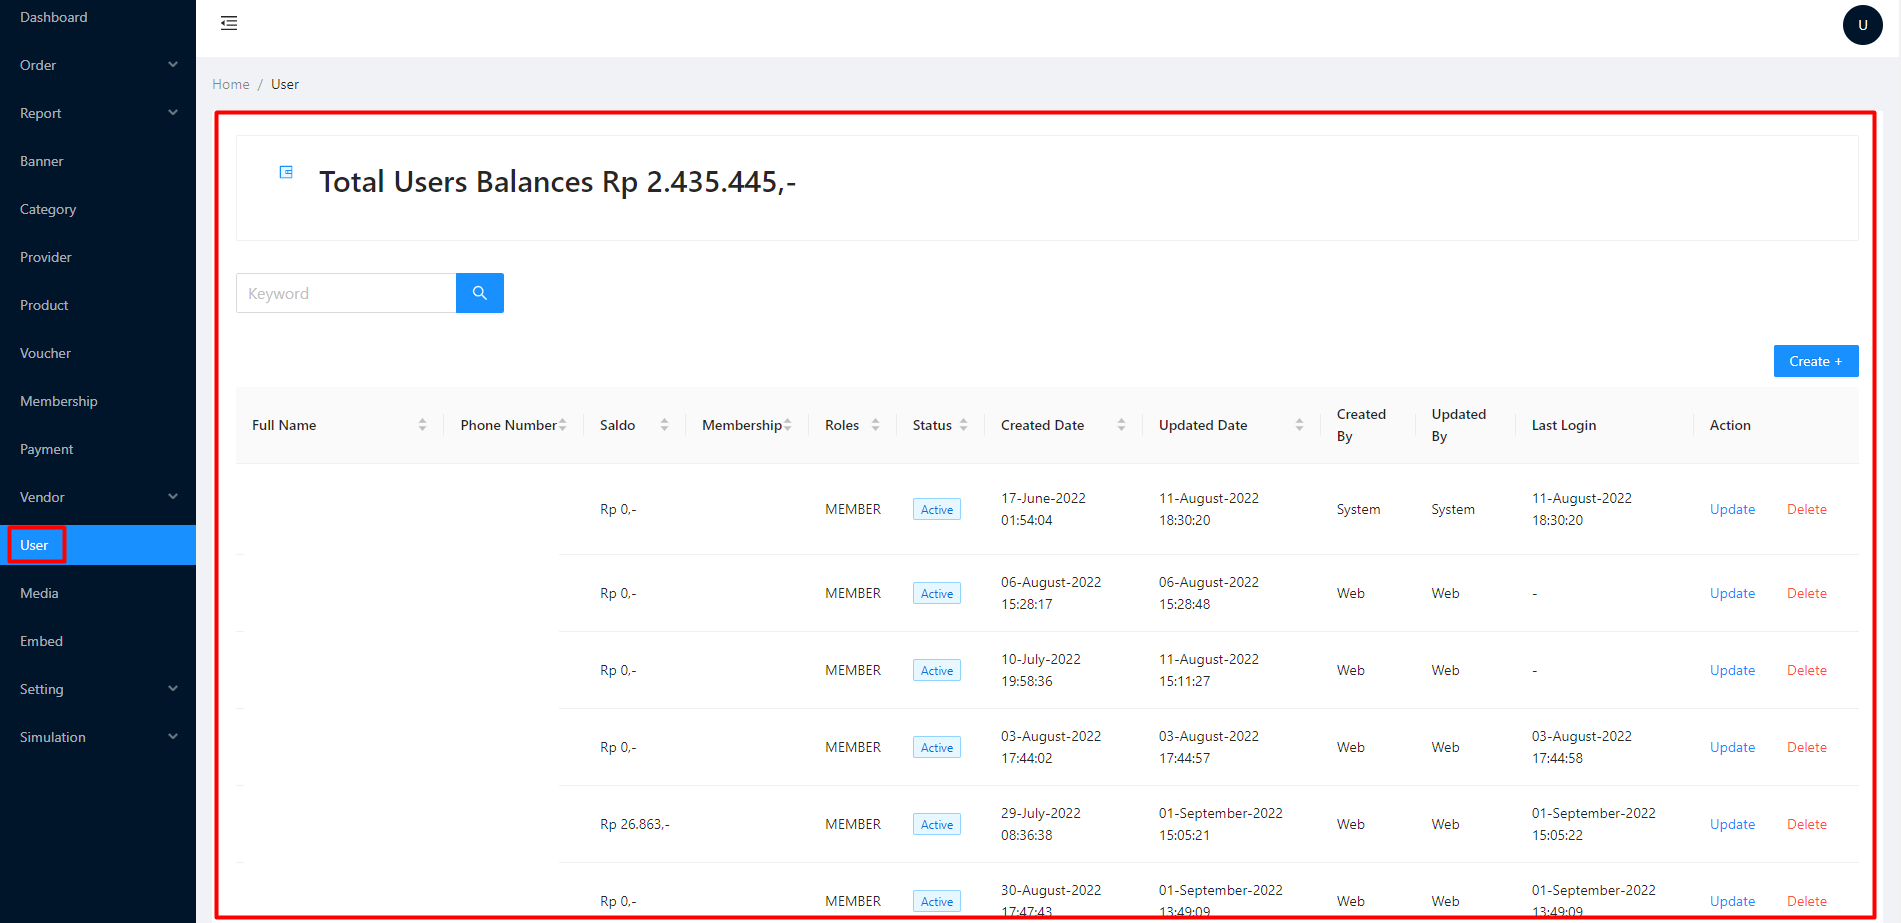 Dashboard
Order
Report
Banner
Category
Provider
Product
Voucher
Membership
Payment
Vendor
User
Media
Embed
Setting
Simulation
U
Home / User
Total Users Balances Rp 2.435.445,-
Keyword
Create +
Full Name Phone Number Saldo Membership Roles Status Created Date Updated Date Created By Updated By Last Login Action
Rp 0,- MEMBER Active 17-June-2022 01:54:04 11-August-2022 18:30:20 System System 11-August-2022 18:30:20 Update Delete
Rp 0,- MEMBER Active 06-August-2022 15:28:17 06-August-2022 15:28:48 Web Web - Update Delete
Rp 0,- MEMBER Active 10-July-2022 19:58:36 11-August-2022 15:11:27 Web Web - Update Delete
Rp 0,- MEMBER Active 03-August-2022 17:44:02 03-August-2022 17:44:57 Web Web 03-August-2022 17:44:58 Update Delete
Rp 26.863,- MEMBER Active 29-July-2022 08:36:38 01-September-2022 15:05:21 Web Web 01-September-2022 15:05:22 Update Delete
Rp 0,- MEMBER Active 30-August-2022 17:47:43 01-September-2022 13:49:09 Web Web 01-September-2022 13:49:09 Update Delete